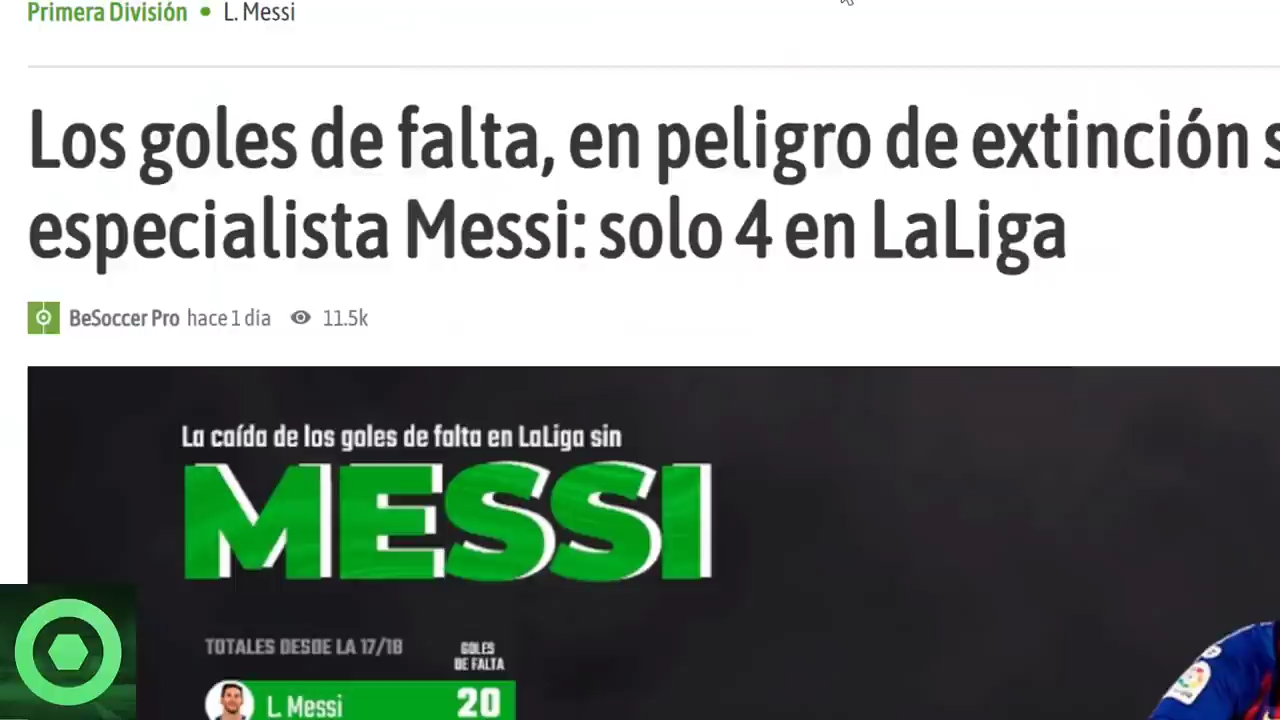 Primera División • L. Messi
Los goles de falta, en peligro de extinción
especialista Messi: solo 4 en LaLiga
BeSoccer Pro hace 1 día 11.5k
La caída de los goles de falta en LaLiga sin
MESSI
TOTALES DESDE LA 17/18
GOLES
DE FALTA
L. Messi 20